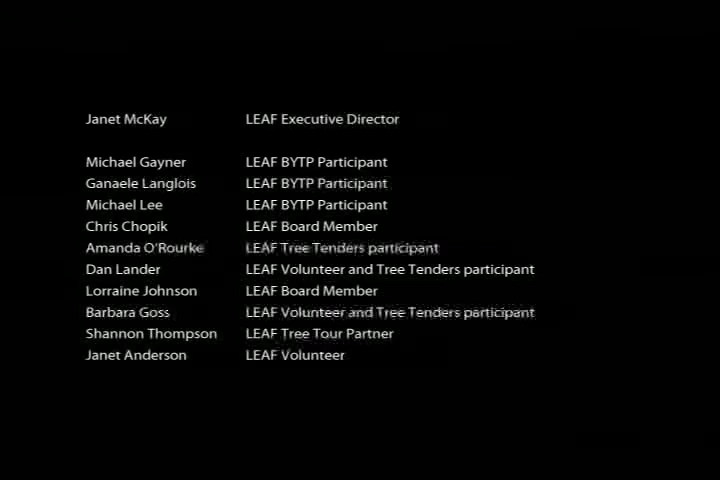 Janet McKay LEAF Executive Director
Michael Gayner LEAF BYTP Participant
Ganaele Langlois LEAF BYTP Participant
Michael Lee LEAF BYTP Participant
Chris Chopik LEAF Board Member
Amanda O'Rourke LEAF Tree Tenders participant
Dan Lander LEAF Volunteer and Tree Tenders participant
Lorraine Johnson LEAF Board Member
Barbara Goss LEAF Volunteer and Tree Tenders participant
Shannon Thompson LEAF Tree Tour Partner
Janet Anderson LEAF Volunteer